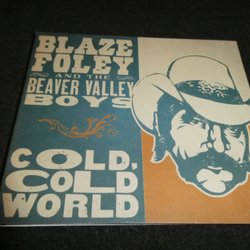 BLAZE
FOLEY
AND THE
BEAVER VALLEY
BOYS
COLD,
COLD
WORLD